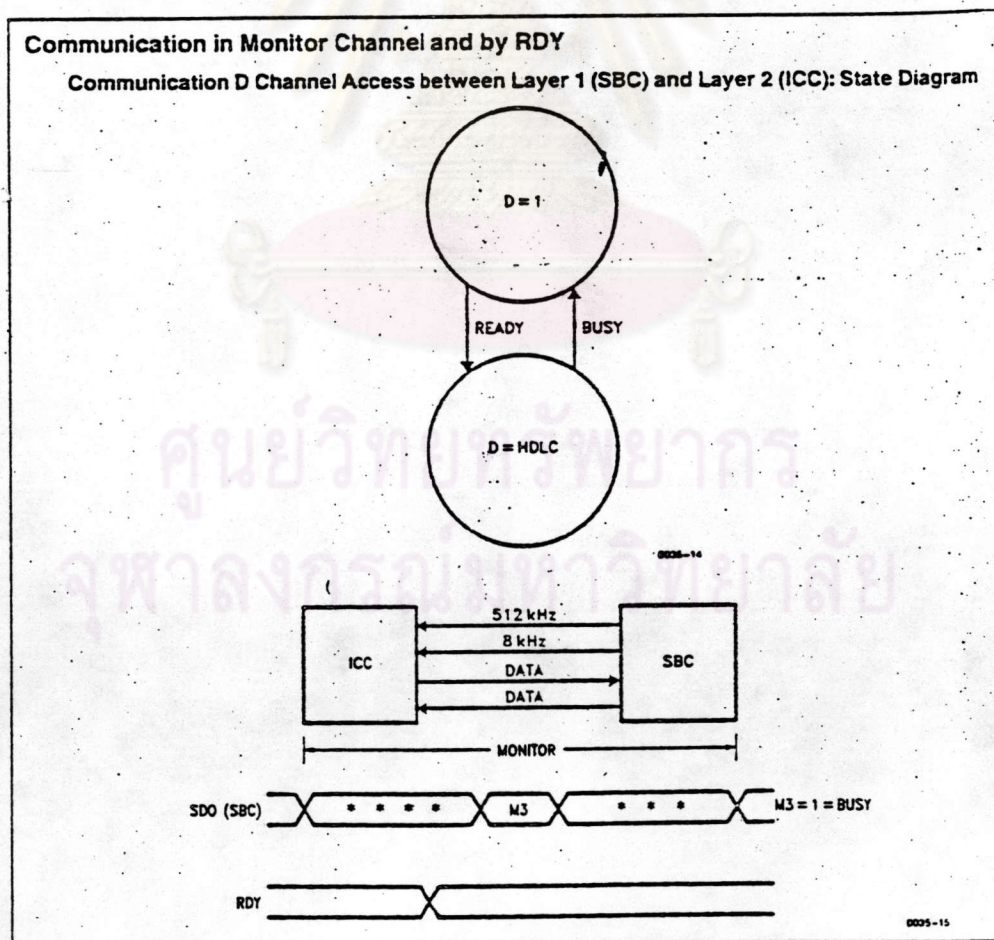 Communication in Monitor Channel and by RDY
Communication D Channel Access between Layer 1 (SBC) and Layer 2 (ICC): State Diagram
D = 1
READY
BUSY
D = HDLC
ศูนย์วิทยทรัพยากร
0035-14
จุฬาลงกรณ์มหาวิทยาลัย
512 kHz
8 kHz
ICC
SBC
DATA
DATA
MONITOR
SDO (SBC)
* * * *
M3
* * *
M3 = 1 = BUSY
RDY
0035-15